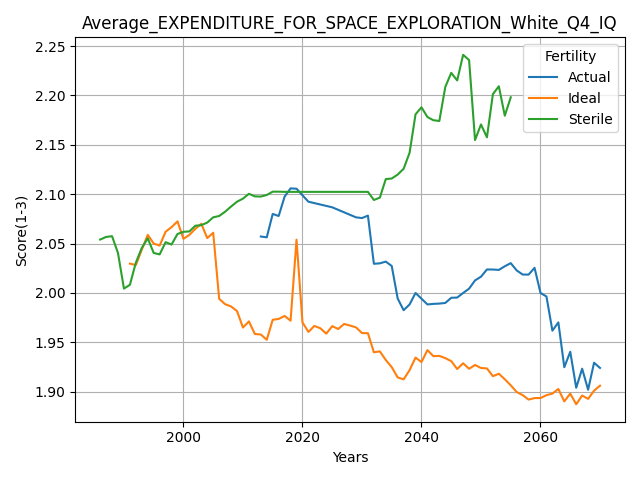 Average_EXPENDITURE_FOR_SPACE_EXPLORATION_White_Q4_IQ
Fertility
Actual
Ideal
Sterile
Score(1-3)
2.25
2.20
2.15
2.10
2.05
2.00
1.95
1.90
2000
2020
2040
2060
Years